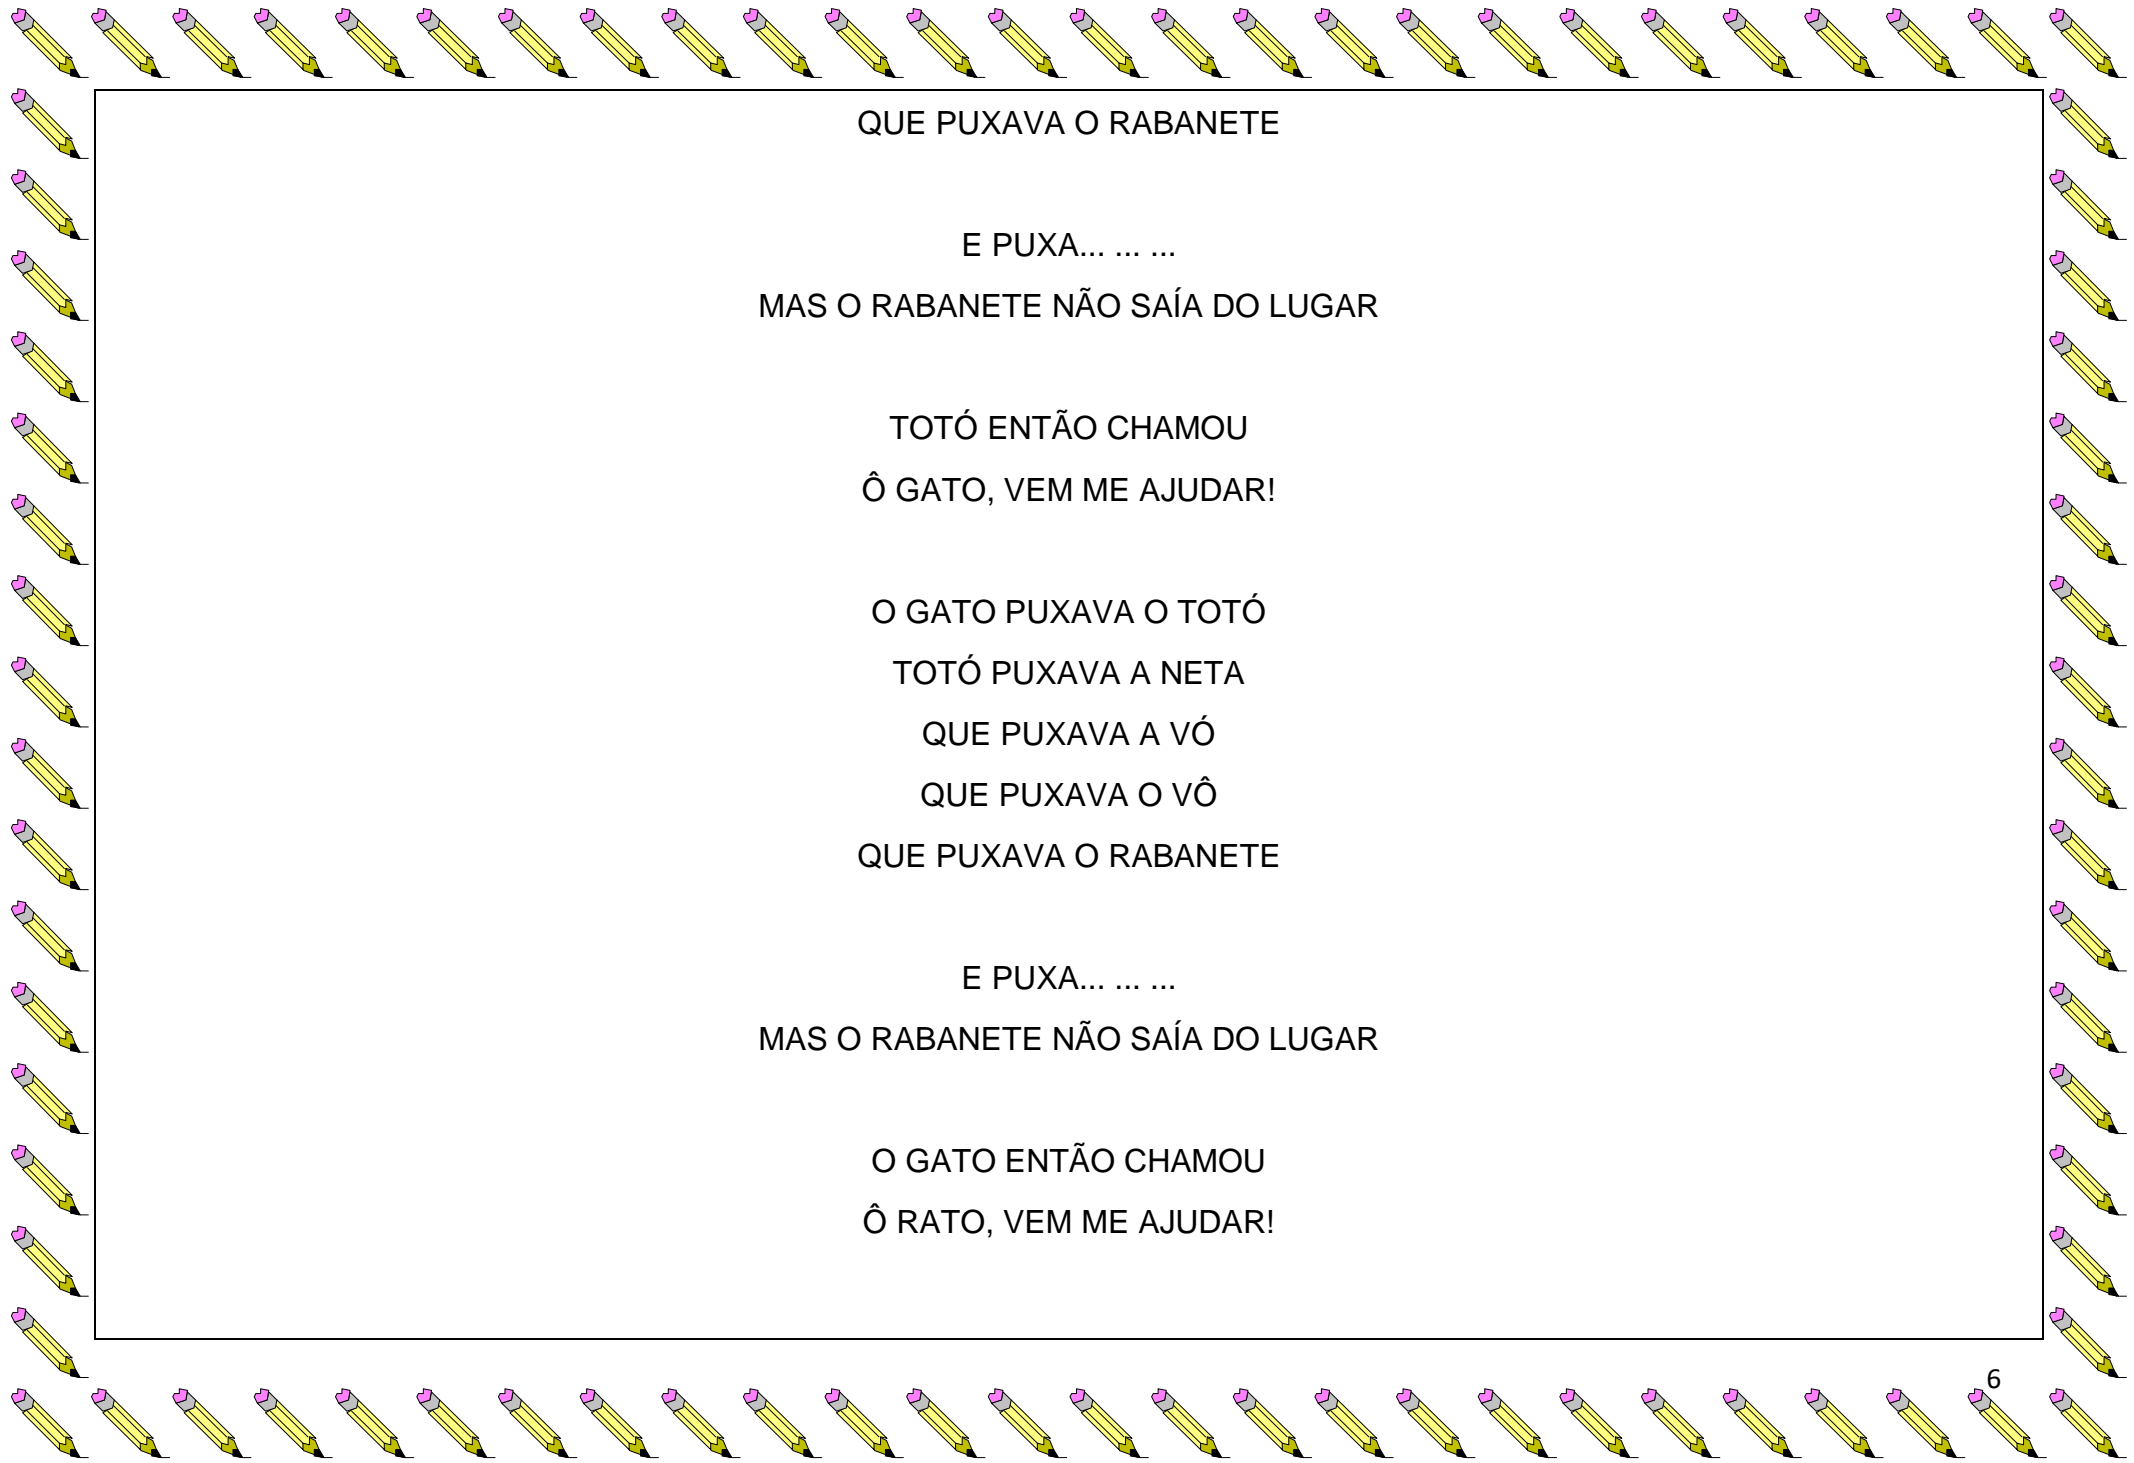 QUE PUXAVA O RABANETE
E PUXA... ... ...
MAS O RABANETE NÃO SAÍA DO LUGAR
TOTÓ ENTÃO CHAMOU
Ô GATO, VEM ME AJUDAR!
O GATO PUXAVA O TOTÓ
TOTÓ PUXAVA A NETA
QUE PUXAVA A VÓ
QUE PUXAVA O VÔ
QUE PUXAVA O RABANETE
E PUXA... ... ...
MAS O RABANETE NÃO SAÍA DO LUGAR
O GATO ENTÃO CHAMOU
Ô RATO, VEM ME AJUDAR!
6